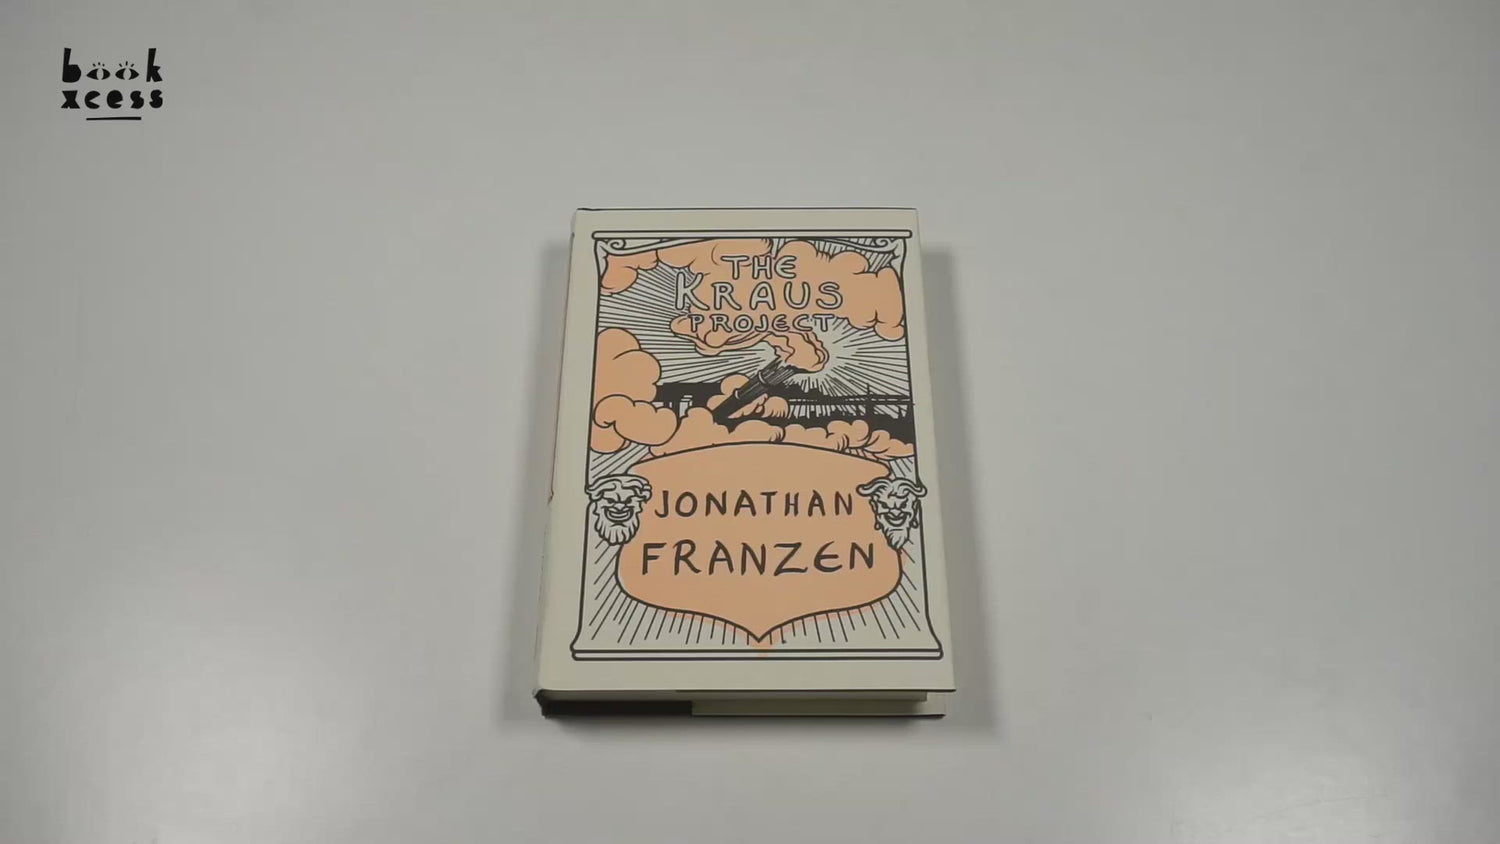 book
xcess
THE
KRAUS
PROJECT
JONATHAN
FRANZEN